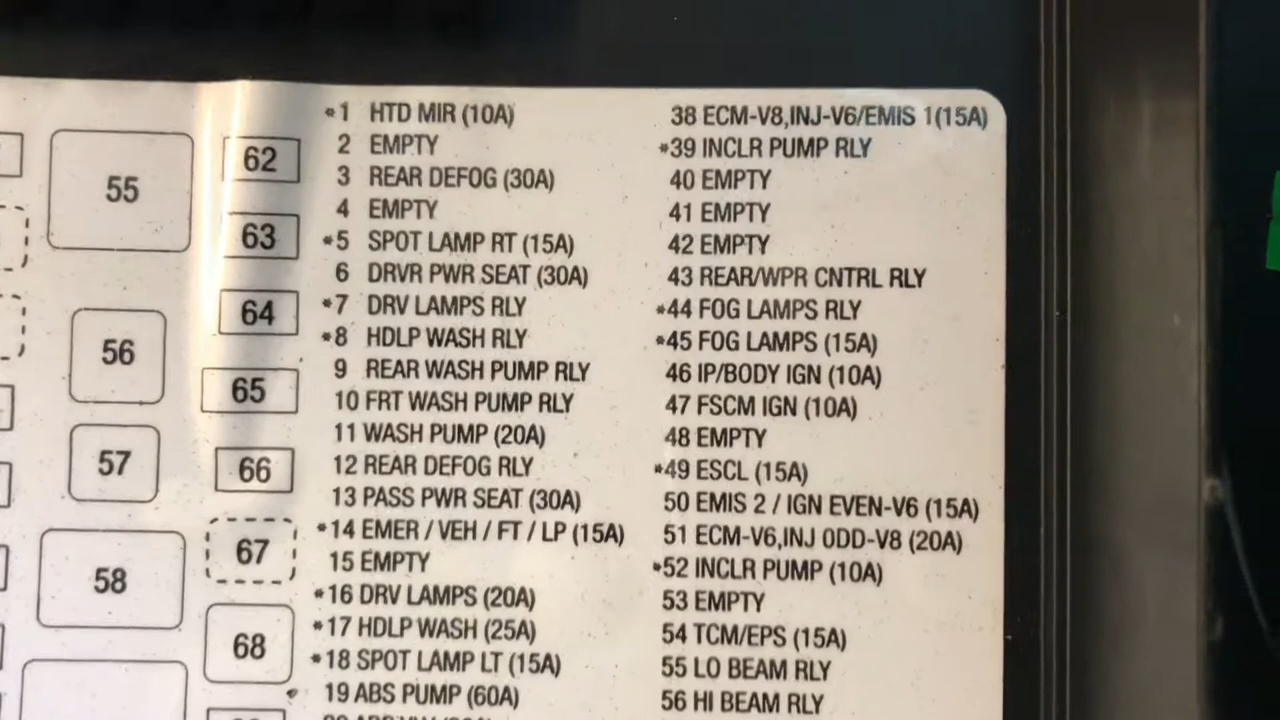 55
56
57
58
62
63
64
65
66
67
68
*1 HTD MIR (10A)
2 EMPTY
3 REAR DEFOG (30A)
4 EMPTY
*5 SPOT LAMP RT (15A)
6 DRVR PWR SEAT (30A)
*7 DRV LAMPS RLY
*8 HDLP WASH RLY
9 REAR WASH PUMP RLY
10 FRT WASH PUMP RLY
11 WASH PUMP (20A)
12 REAR DEFOG RLY
13 PASS PWR SEAT (30A)
*14 EMER / VEH / FT / LP (15A)
15 EMPTY
*16 DRV LAMPS (20A)
*17 HDLP WASH (25A)
*18 SPOT LAMP LT (15A)
19 ABS PUMP (60A)
38 ECM-V8,INJ-V6/EMIS 1(15A)
*39 INCLR PUMP RLY
40 EMPTY
41 EMPTY
42 EMPTY
43 REAR/WPR CNTRL RLY
*44 FOG LAMPS RLY
*45 FOG LAMPS (15A)
46 IP/BODY IGN (10A)
47 FSCM IGN (10A)
48 EMPTY
*49 ESCL (15A)
50 EMIS 2 / IGN EVEN-V6 (15A)
51 ECM-V6,INJ ODD-V8 (20A)
*52 INCLR PUMP (10A)
53 EMPTY
54 TCM/EPS (15A)
55 LO BEAM RLY
56 HI BEAM RLY